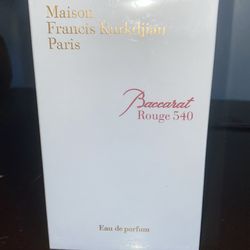 Maison
Francis Kurkdjian
Paris
Baccarat
Rouge 540
Eau de parfum